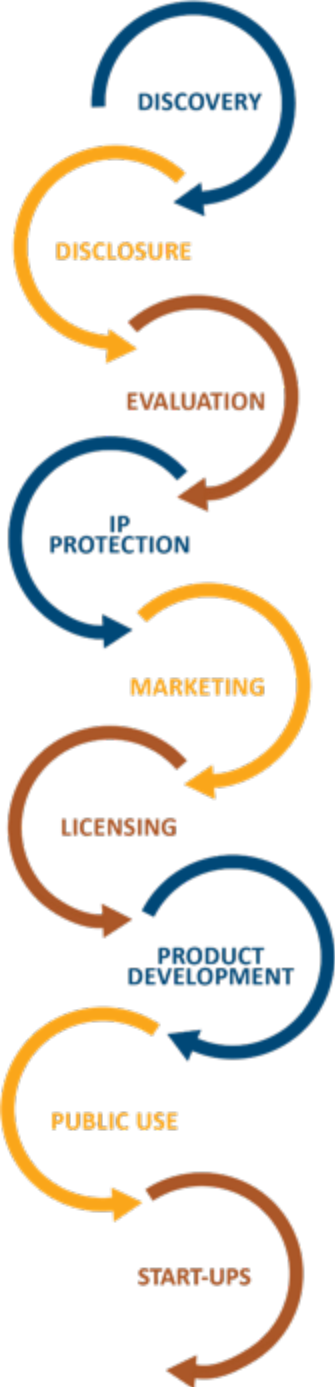 DISCOVERY
DISCLOSURE
EVALUATION
IP
PROTECTION
MARKETING
LICENSING
PRODUCT
DEVELOPMENT
PUBLIC USE
START-UPS